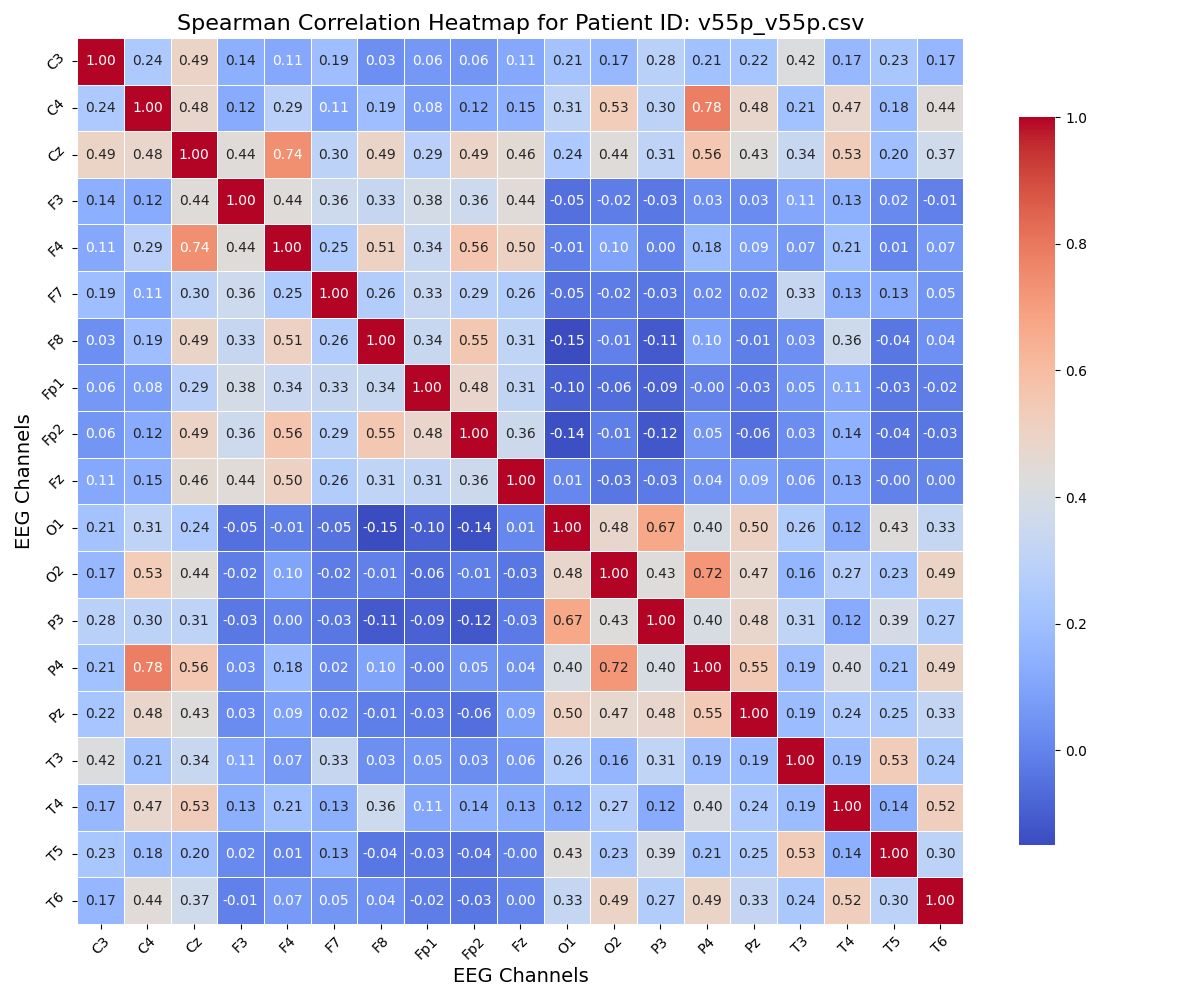 Spearman Correlation Heatmap for Patient ID: v55p_v55p.csv
C3 1.00 0.24 0.49 0.14 0.11 0.19 0.03 0.06 0.06 0.11 0.21 0.17 0.28 0.21 0.22 0.42 0.17 0.23 0.17
C4 0.24 1.00 0.48 0.12 0.29 0.11 0.19 0.08 0.12 0.15 0.31 0.53 0.30 0.78 0.48 0.21 0.47 0.18 0.44
Cz 0.49 0.48 1.00 0.44 0.74 0.30 0.49 0.29 0.49 0.46 0.24 0.44 0.31 0.56 0.43 0.34 0.53 0.20 0.37
F3 0.14 0.12 0.44 1.00 0.44 0.36 0.33 0.38 0.36 0.44 -0.05 -0.02 -0.03 0.03 0.03 0.11 0.13 0.02 -0.01
F4 0.11 0.29 0.74 0.44 1.00 0.25 0.51 0.34 0.56 0.50 -0.01 0.10 0.00 0.18 0.09 0.07 0.21 0.01 0.07
F7 0.19 0.11 0.30 0.36 0.25 1.00 0.26 0.33 0.29 0.26 -0.05 -0.02 -0.03 0.02 0.02 0.33 0.13 0.13 0.05
F8 0.03 0.19 0.49 0.33 0.51 0.26 1.00 0.34 0.55 0.31 -0.15 -0.01 -0.11 0.10 -0.01 0.03 0.36 -0.04 0.04
Fp1 0.06 0.08 0.29 0.38 0.34 0.33 0.34 1.00 0.48 0.31 -0.10 -0.06 -0.09 -0.00 -0.03 0.05 0.11 -0.03 -0.02
Fp2 0.06 0.12 0.49 0.36 0.56 0.29 0.55 0.48 1.00 0.36 -0.14 -0.01 -0.12 0.05 -0.06 0.03 0.14 -0.04 -0.03
Fz 0.11 0.15 0.46 0.44 0.50 0.26 0.31 0.31 0.36 1.00 0.01 -0.03 -0.03 0.04 0.09 0.06 0.13 -0.00 0.00
O1 0.21 0.31 0.24 -0.05 -0.01 -0.05 -0.15 -0.10 -0.14 0.01 1.00 0.48 0.67 0.40 0.50 0.26 0.12 0.43 0.33
O2 0.17 0.53 0.44 -0.02 0.10 -0.02 -0.01 -0.06 -0.01 -0.03 0.48 1.00 0.43 0.72 0.47 0.16 0.27 0.23 0.49
P3 0.28 0.30 0.31 -0.03 0.00 -0.03 -0.11 -0.09 -0.12 -0.03 0.67 0.43 1.00 0.40 0.48 0.31 0.12 0.39 0.27
P4 0.21 0.78 0.56 0.03 0.18 0.02 0.10 -0.00 0.05 0.04 0.40 0.72 0.40 1.00 0.55 0.19 0.40 0.21 0.49
Pz 0.22 0.48 0.43 0.03 0.09 0.02 -0.01 -0.03 -0.06 0.09 0.50 0.47 0.48 0.55 1.00 0.19 0.24 0.25 0.33
T3 0.42 0.21 0.34 0.11 0.07 0.33 0.03 0.05 0.03 0.06 0.26 0.16 0.31 0.19 0.19 1.00 0.19 0.53 0.24
T4 0.17 0.47 0.53 0.13 0.21 0.13 0.36 0.11 0.14 0.13 0.12 0.27 0.12 0.40 0.24 0.19 1.00 0.14 0.52
T5 0.23 0.18 0.20 0.02 0.01 0.13 -0.04 -0.03 -0.04 -0.00 0.43 0.23 0.39 0.21 0.25 0.53 0.14 1.00 0.30
T6 0.17 0.44 0.37 -0.01 0.07 0.05 0.04 -0.02 -0.03 0.00 0.33 0.49 0.27 0.49 0.33 0.24 0.52 0.30 1.00
C3 C4 Cz F3 F4 F7 F8 Fp1 Fp2 Fz O1 O2 P3 P4 Pz T3 T4 T5 T6
EEG Channels
EEG Channels
1.0
0.8
0.6
0.4
0.2
0.0